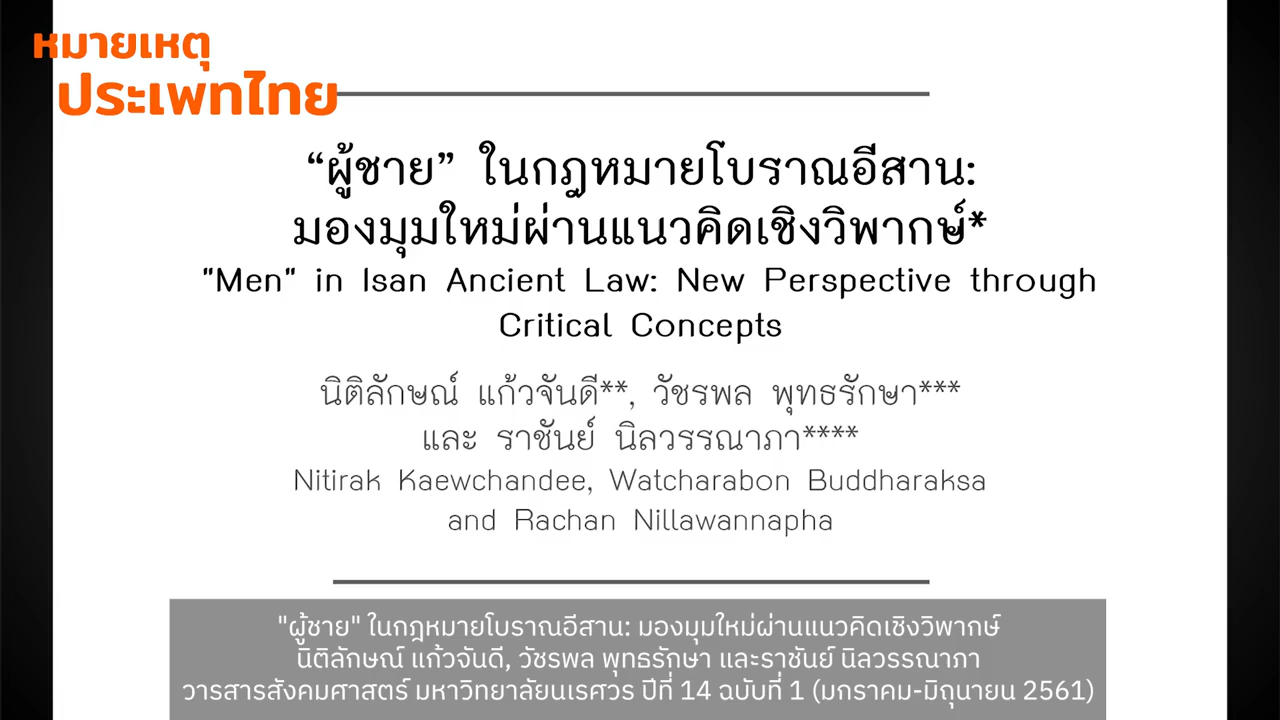 หมายเหตุ
ประเพทไทย
“ผู้ชาย” ในกฎหมายโบราณอีสาน:
มองมุมใหม่ผ่านแนวคิดเชิงวิพากษ์*
"Men" in Isan Ancient Law: New Perspective through
Critical Concepts
นิติลักษณ์ แก้วจันดี**, วัชรพล พุทธรักษา***
และ ราชันย์ นิลวรรณาภา****
Nitirak Kaewchandee, Watcharabon Buddharaksa
and Rachan Nillawannapha
"ผู้ชาย" ในกฎหมายโบราณอีสาน: มองมุมใหม่ผ่านแนวคิดเชิงวิพากษ์
นิติลักษณ์ แก้วจันดี, วัชรพล พุทธรักษา และราชันย์ นิลวรรณาภา
วารสารสังคมศาสตร์ มหาวิทยาลัยนเรศวร ปีที่ 14 ฉบับที่ 1 (มกราคม-มิถุนายน 2561)